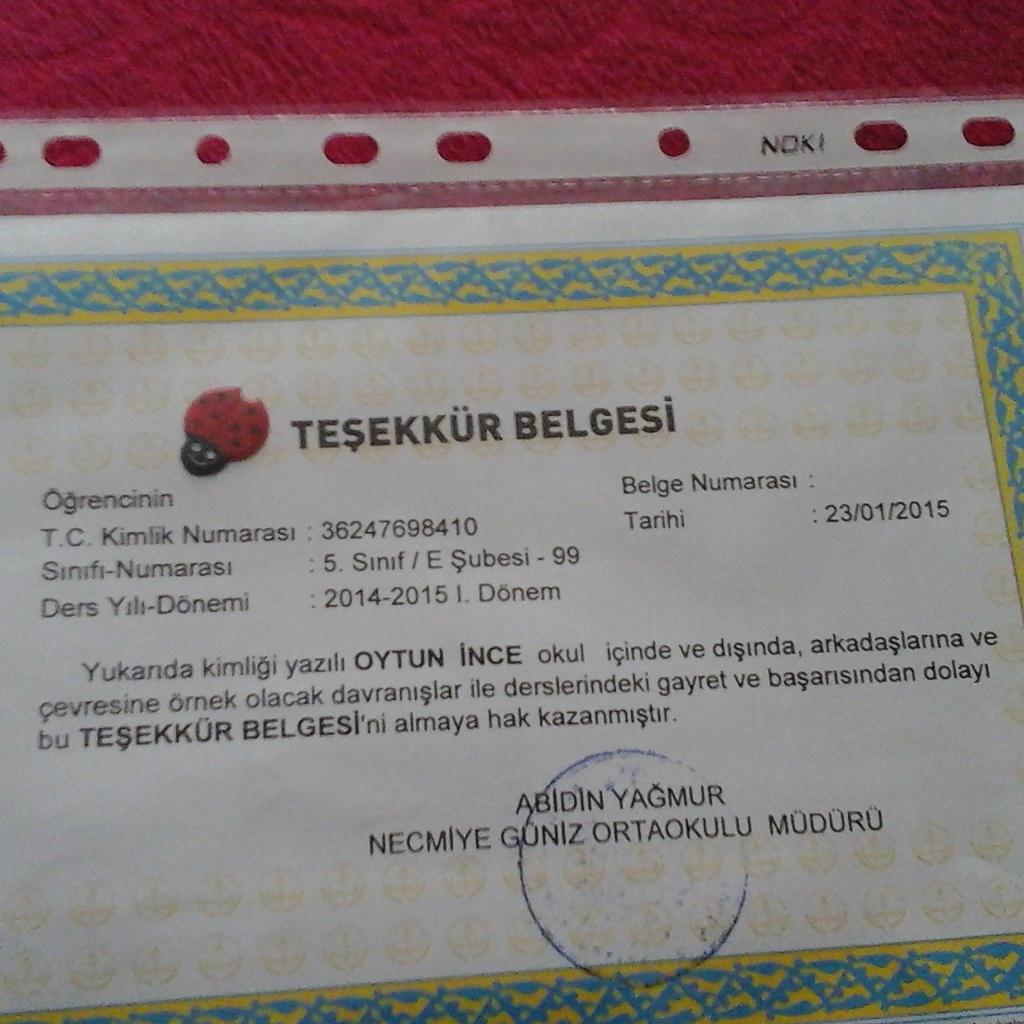 NOKI
TEŞEKKÜR BELGESİ
Öğrencinin
T.C. Kimlik Numarası : 36247698410
Sınıfı-Numarası : 5. Sınıf / E Şubesi - 99
Ders Yılı-Dönemi : 2014-2015 I. Dönem
Belge Numarası :
Tarihi : 23/01/2015
Yukarıda kimliği yazılı OYTUN İNCE okul içinde ve dışında, arkadaşlarına ve
çevresine örnek olacak davranışlar ile derslerindeki gayret ve başarısından dolayı
bu TEŞEKKÜR BELGESİ'ni almaya hak kazanmıştır.
ABİDİN YAĞMUR
NECMİYE GÜNİZ ORTAOKULU MÜDÜRÜ